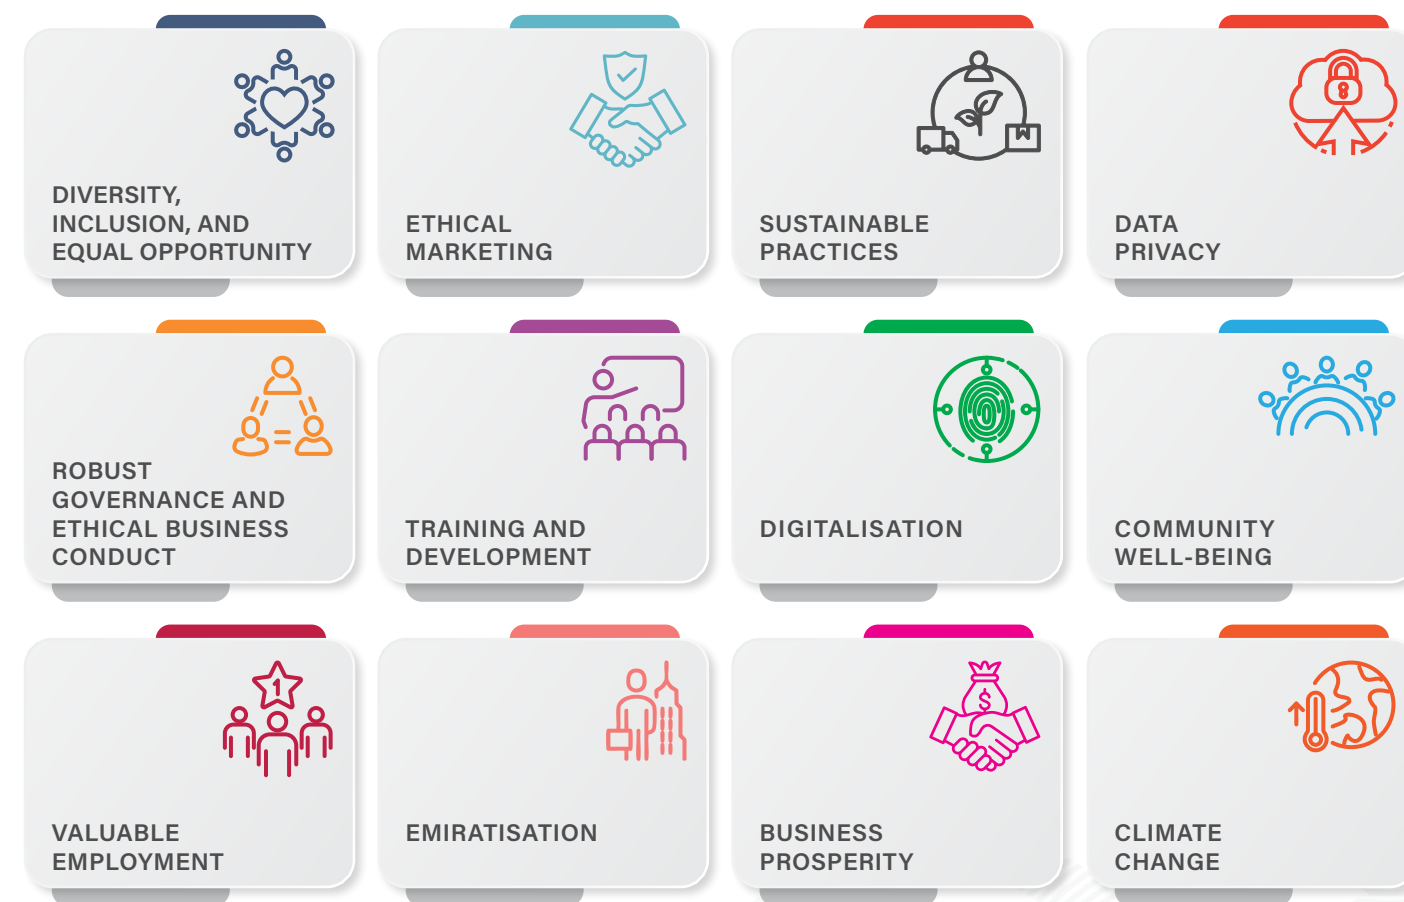 DIVERSITY,
INCLUSION, AND
EQUAL OPPORTUNITY
ETHICAL
MARKETING
SUSTAINABLE
PRACTICES
DATA
PRIVACY
ROBUST
GOVERNANCE AND
ETHICAL BUSINESS
CONDUCT
TRAINING AND
DEVELOPMENT
DIGITALISATION
COMMUNITY
WELL-BEING
1
VALUABLE
EMPLOYMENT
EMIRATISATION
$
BUSINESS
PROSPERITY
CLIMATE
CHANGE